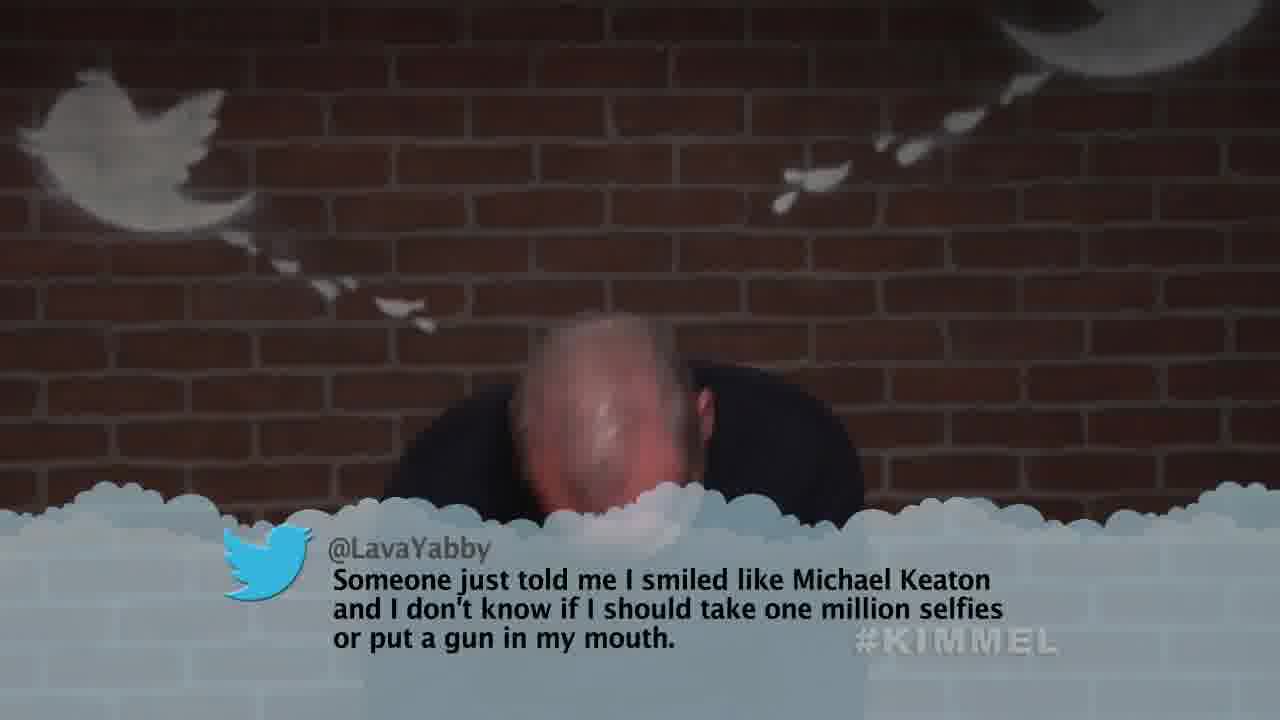 @LavaYabby
Someone just told me I smiled like Michael Keaton
and I don't know if I should take one million selfies
or put a gun in my mouth.
#KIMMEL